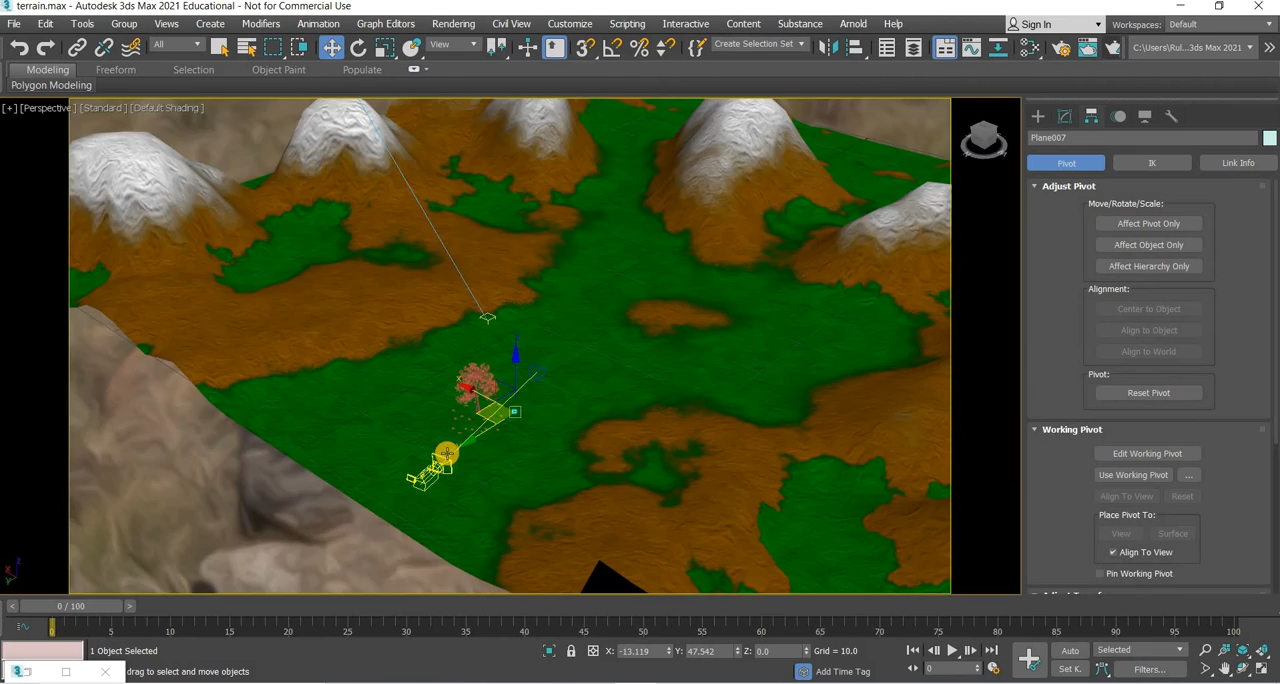 terrain.max - Autodesk 3ds Max 2021 Educational - Not for Commercial Use
File Edit Tools Group Views Create Modifiers Animation Graph Editors Rendering Civil View Customize Scripting Interactive Content Substance Arnold Help Sign In Workspaces: Default
All View Create Selection Set C:\Users\Rul...3ds Max 2021
Modeling Freeform Selection Object Paint Populate
Polygon Modeling
[+] [Perspective ] [Standard ] [Default Shading ]
Plane007
Pivot IK Link Info
Adjust Pivot
Move/Rotate/Scale:
Affect Pivot Only
Affect Object Only
Affect Hierarchy Only
Alignment:
Center to Object
Align to Object
Align to World
Pivot:
Reset Pivot
Working Pivot
Edit Working Pivot
Use Working Pivot ...
Align To View Reset
Place Pivot To:
View Surface
Align To View
Pin Working Pivot
0 / 100
0 5 10 15 20 25 30 35 40 45 50 55 60 65 70 75 80 85 90 95 100
1 Object Selected X: -13.119 Y: 47.542 Z: 0.0 Grid = 10.0 Auto Selected
drag to select and move objects Add Time Tag 0 Set K. Filters...